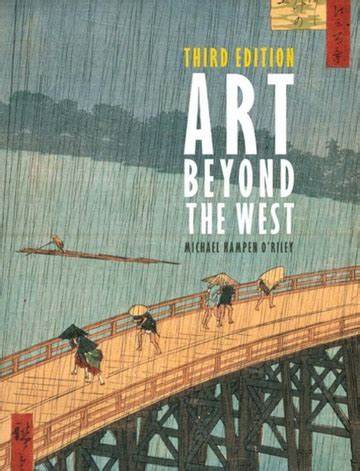 THIRD EDITION
ART
BEYOND
THE WEST
MICHAEL KAMPEN O'RILEY